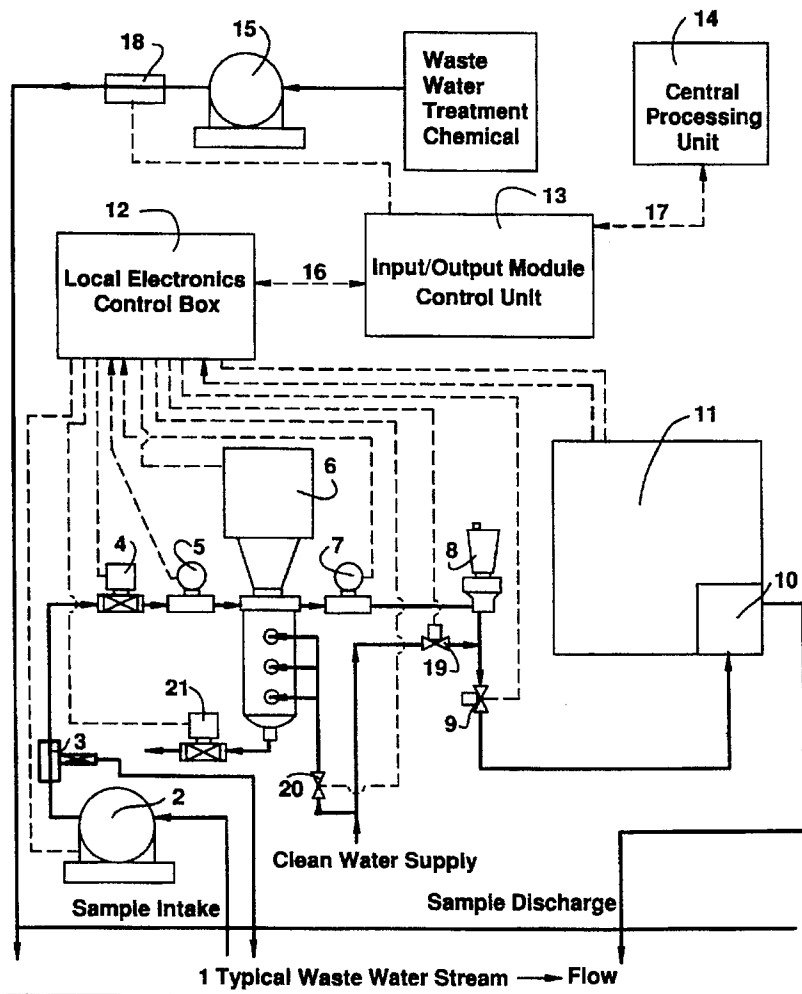 15
18
14
Waste
Water
Treatment
Chemical
Central
Processing
Unit
13
17
12
Local Electronics
Control Box
16
Input/Output Module
Control Unit
11
6
4
5
7
8
10
19
21
9
3
20
2
Clean Water Supply
Sample Intake
Sample Discharge
1 Typical Waste Water Stream
Flow